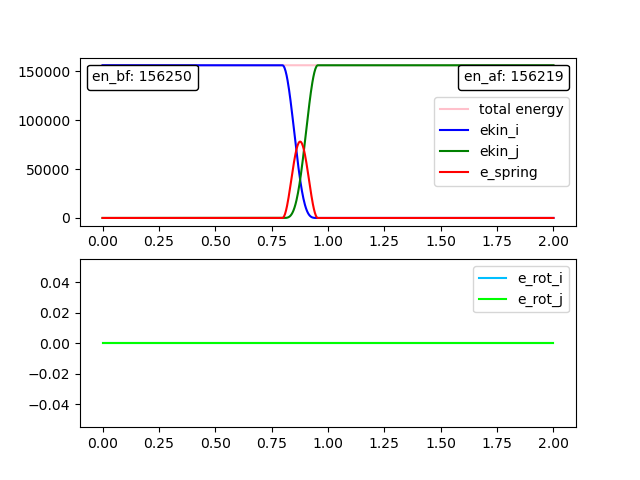 150000
100000
50000
0
en_bf: 156250
en_af: 156219
total energy
ekin_i
ekin_j
e_spring
0.00 0.25 0.50 0.75 1.00 1.25 1.50 1.75 2.00
0.04
0.02
0.00
−0.02
−0.04
e_rot_i
e_rot_j
0.00 0.25 0.50 0.75 1.00 1.25 1.50 1.75 2.00